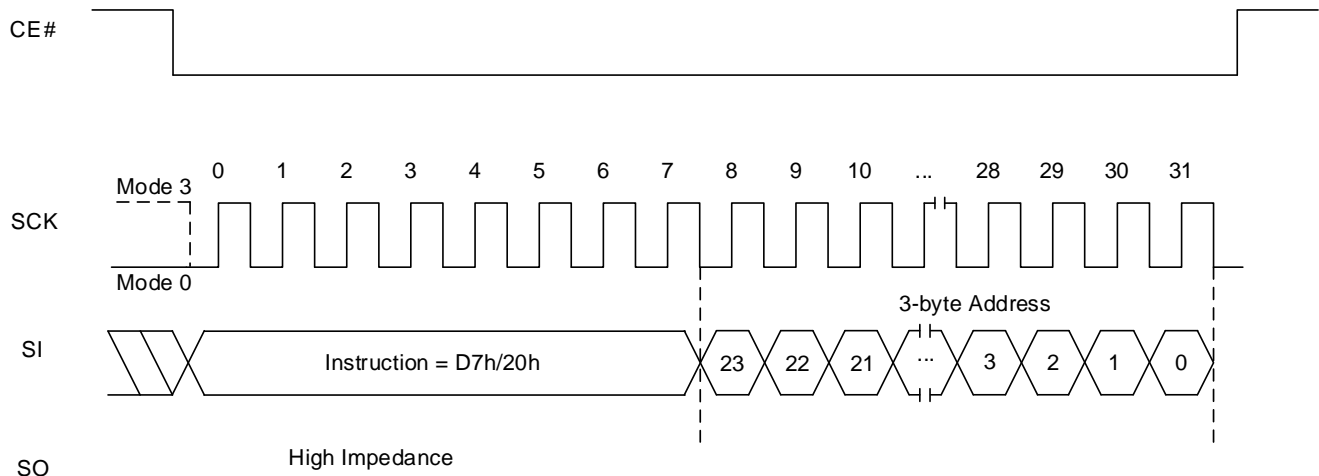 CE#
0 1 2 3 4 5 6 7 8 9 10 ... 28 29 30 31
Mode 3
SCK
Mode 0
3-byte Address
SI
Instruction = D7h/20h 23 22 21 ... 3 2 1 0
High Impedance
SO